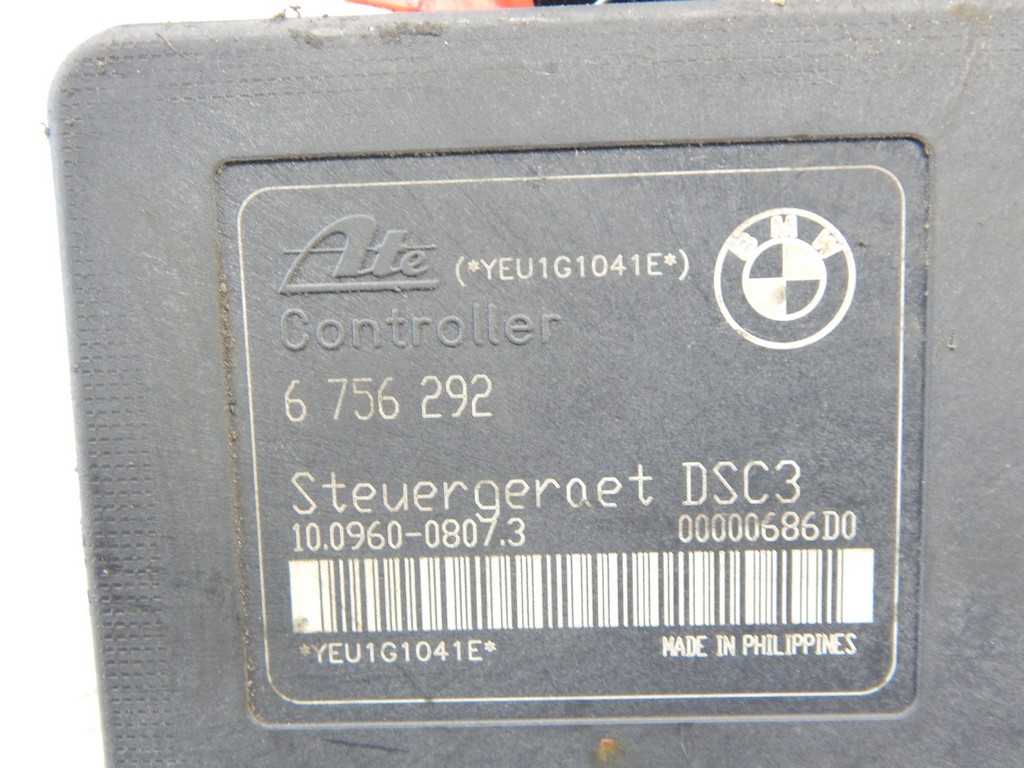 Ate (*YEU1G1041E*)
BMW
Controller
6 756 292
Steuergeraet DSC3
10.0960-0807.3 00000686D0
*YEU1G1041E* MADE IN PHILIPPINES